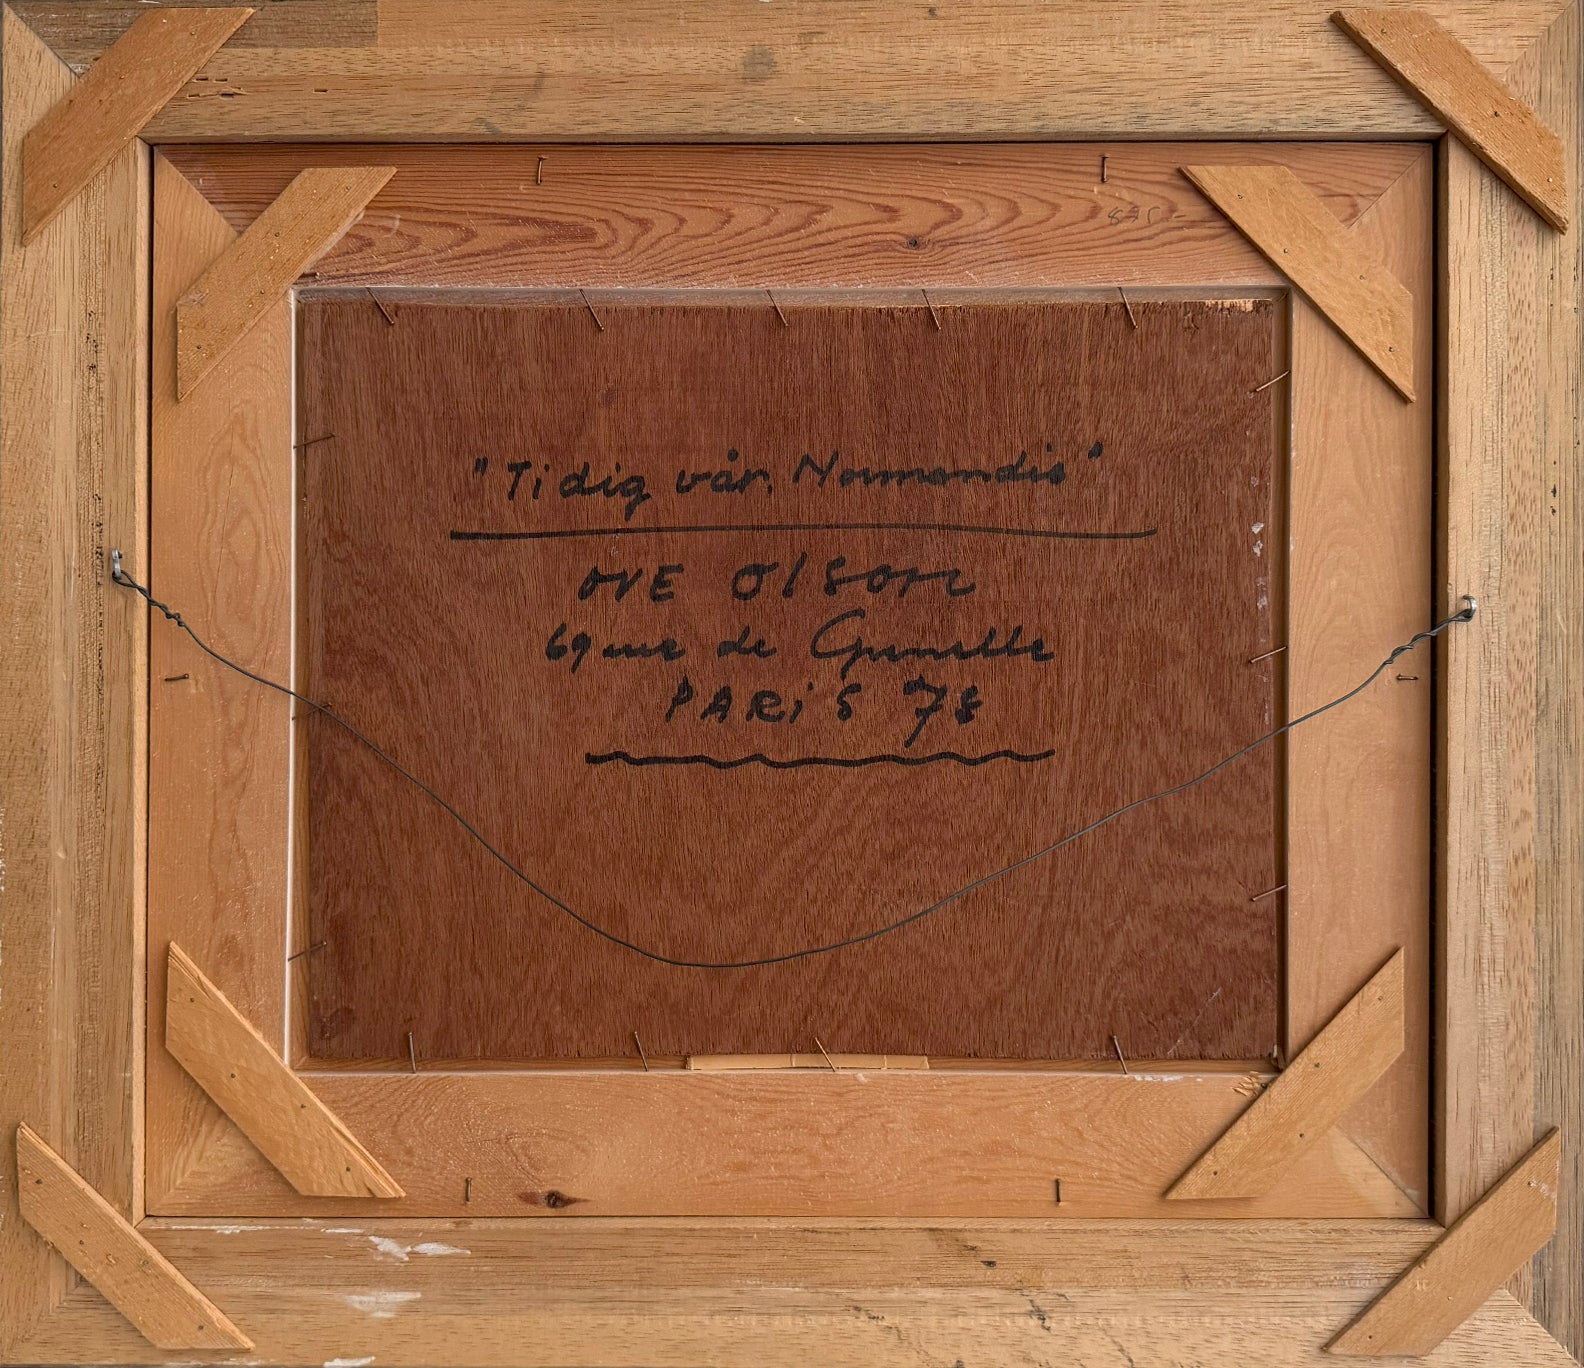 "Tidig vår. Normandie"
OVE Olson
69 rue de Grenelle
PARiS 78